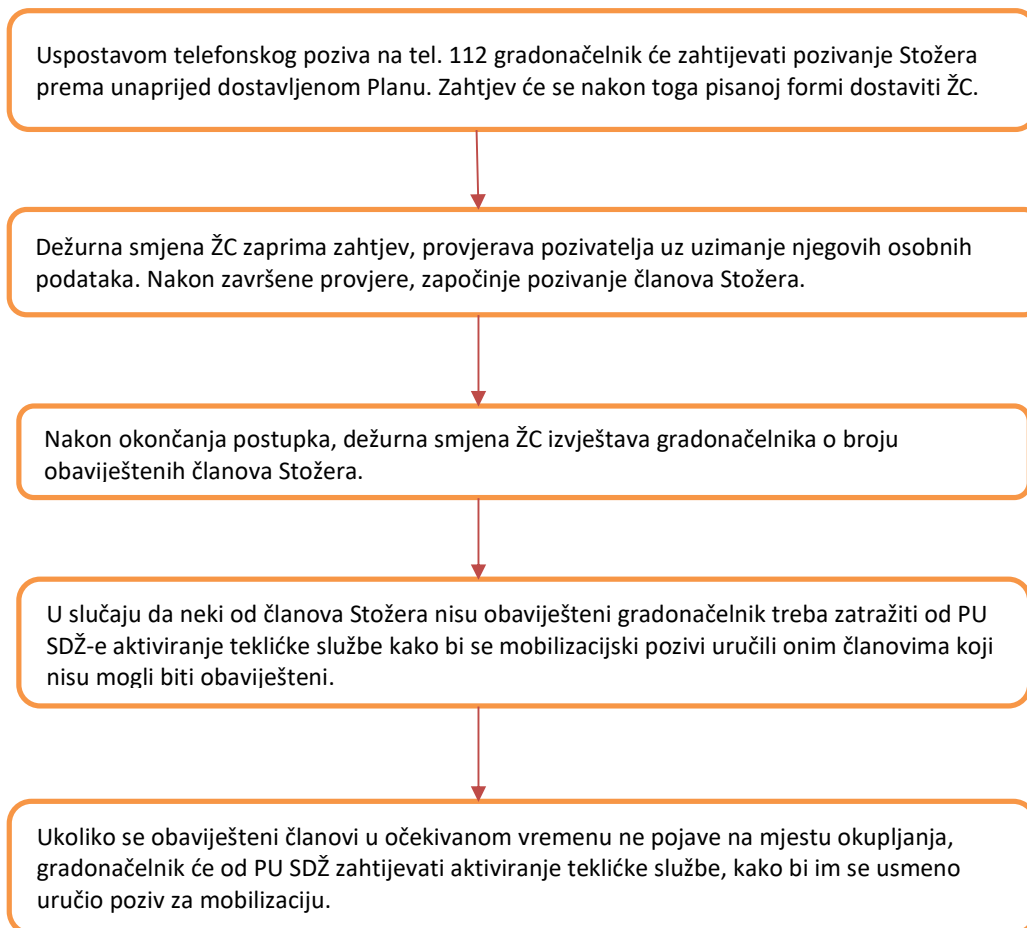 Uspostavom telefonskog poziva na tel. 112 gradonačelnik će zahtijevati pozivanje Stožera
prema unaprijed dostavljenom Planu. Zahtjev će se nakon toga pisanoj formi dostaviti ŽC.
Dežurna smjena ŽC zaprima zahtjev, provjerava pozivatelja uz uzimanje njegovih osobnih
podataka. Nakon završene provjere, započinje pozivanje članova Stožera.
Nakon okončanja postupka, dežurna smjena ŽC izvještava gradonačelnika o broju
obaviještenih članova Stožera.
U slučaju da neki od članova Stožera nisu obaviješteni gradonačelnik treba zatražiti od PU
SDŽ-e aktiviranje teklićke službe kako bi se mobilizacijski pozivi uručili onim članovima koji
nisu mogli biti obaviješteni.
Ukoliko se obaviješteni članovi u očekivanom vremenu ne pojave na mjestu okupljanja,
gradonačelnik će od PU SDŽ zahtijevati aktiviranje teklićke službe, kako bi im se usmeno
uručio poziv za mobilizaciju.